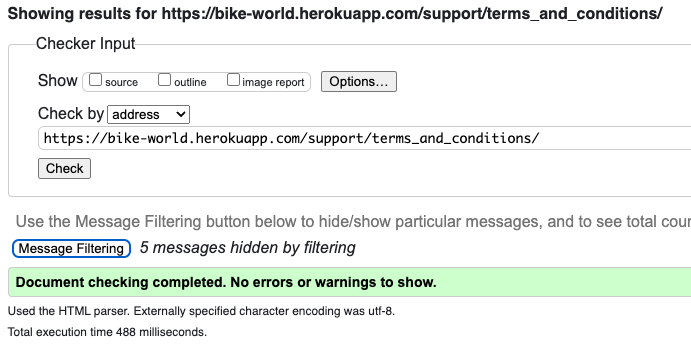 Showing results for https://bike-world.herokuapp.com/support/terms_and_conditions/
Checker Input
Show source outline image report Options...
Check by address
https://bike-world.herokuapp.com/support/terms_and_conditions/
Check
Use the Message Filtering button below to hide/show particular messages, and to see total
Message Filtering 5 messages hidden by filtering
Document checking completed. No errors or warnings to show.
Used the HTML parser. Externally specified character encoding was utf-8.
Total execution time 488 milliseconds.